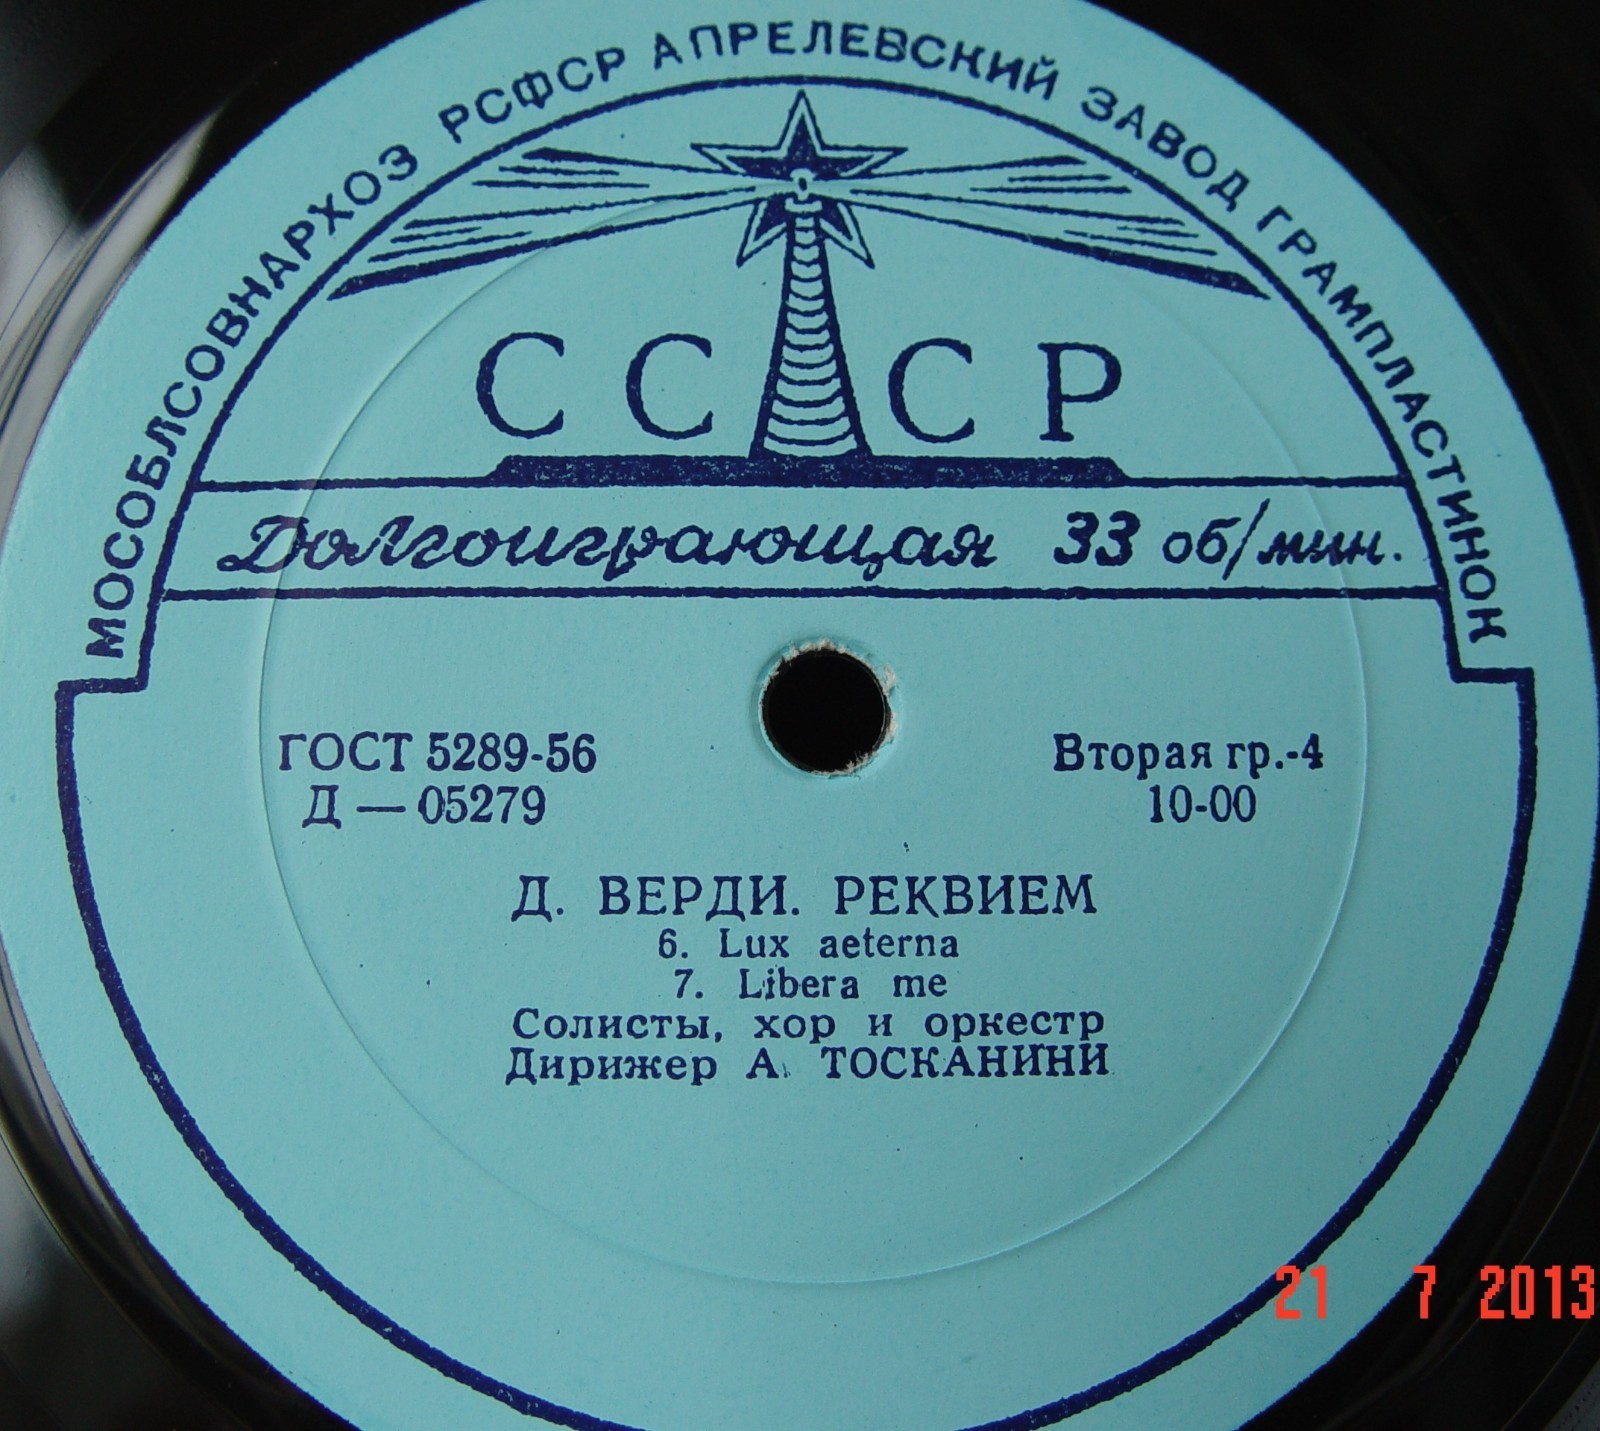 МОСОБЛСОВНАРХОЗ РСФСР АПРЕЛЕВСКИЙ ЗАВОД ГРАМПЛАСТИНОК
СССР
Долгоиграющая 33 об/мин.
ГОСТ 5289-56
Д — 05279
Вторая гр.-4
10-00
Д. ВЕРДИ. РЕКВИЕМ
6. Lux aeterna
7. Libera me
Солисты, хор и оркестр
Дирижер А. ТОСКАНИНИ
21 7 2013